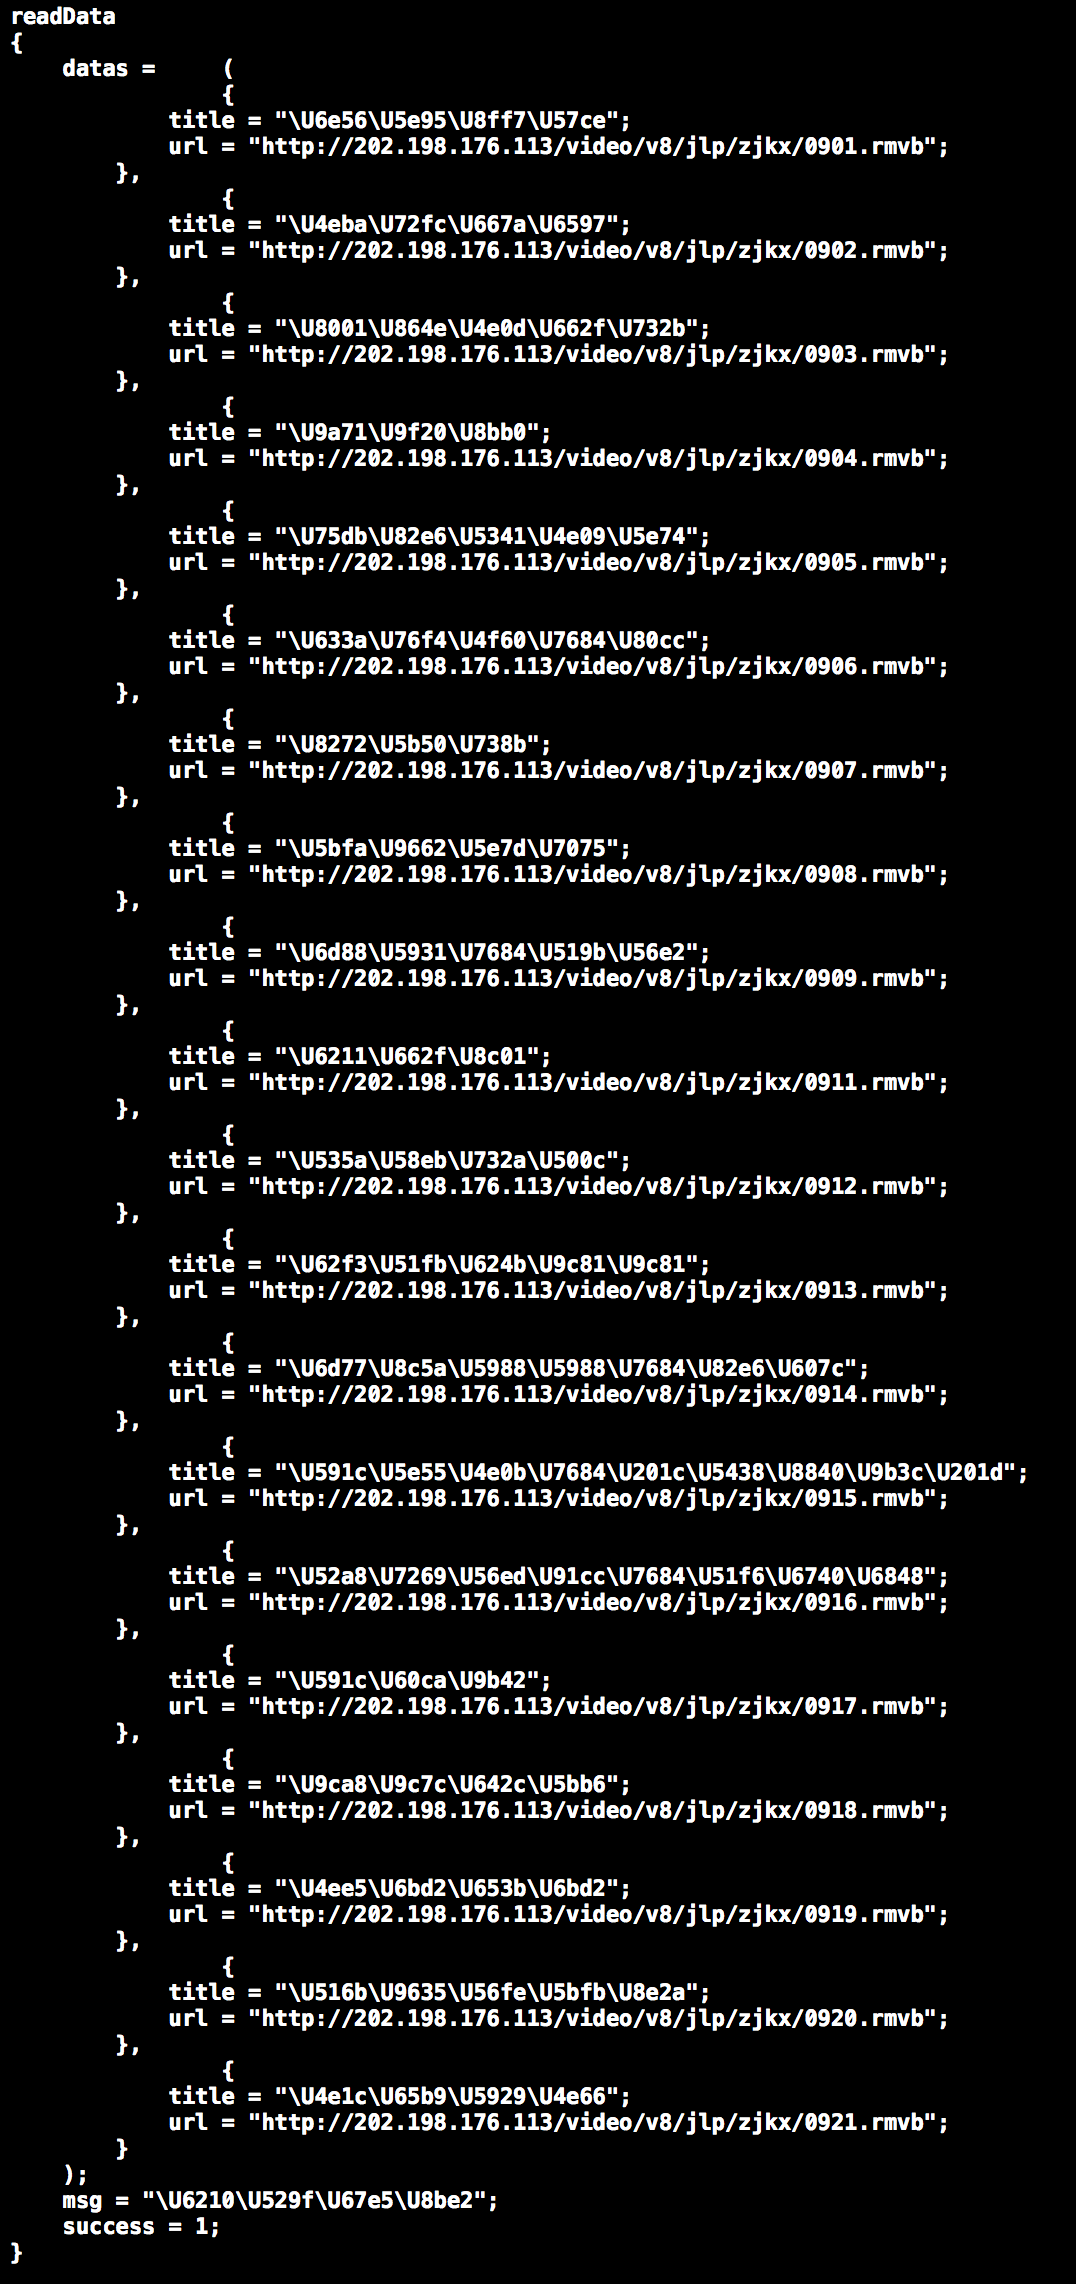 readData
{
    datas =     (
                {
            title = "\U6e56\U5e95\U8ff7\U57ce";
            url = "http://202.198.176.113/video/v8/jlp/zjkx/0901.rmvb";
        },
                {
            title = "\U4eba\U72fc\U667a\U6597";
            url = "http://202.198.176.113/video/v8/jlp/zjkx/0902.rmvb";
        },
                {
            title = "\U8001\U864e\U4e0d\U662f\U732b";
            url = "http://202.198.176.113/video/v8/jlp/zjkx/0903.rmvb";
        },
                {
            title = "\U9a71\U9f20\U8bb0";
            url = "http://202.198.176.113/video/v8/jlp/zjkx/0904.rmvb";
        },
                {
            title = "\U75db\U82e6\U5341\U4e09\U5e74";
            url = "http://202.198.176.113/video/v8/jlp/zjkx/0905.rmvb";
        },
                {
            title = "\U633a\U76f4\U4f60\U7684\U80cc";
            url = "http://202.198.176.113/video/v8/jlp/zjkx/0906.rmvb";
        },
                {
            title = "\U8272\U5b50\U738b";
            url = "http://202.198.176.113/video/v8/jlp/zjkx/0907.rmvb";
        },
                {
            title = "\U5bfa\U9662\U5e7d\U7075";
            url = "http://202.198.176.113/video/v8/jlp/zjkx/0908.rmvb";
        },
                {
            title = "\U6d88\U5931\U7684\U519b\U56e2";
            url = "http://202.198.176.113/video/v8/jlp/zjkx/0909.rmvb";
        },
                {
            title = "\U6211\U662f\U8c01";
            url = "http://202.198.176.113/video/v8/jlp/zjkx/0911.rmvb";
        },
                {
            title = "\U535a\U58eb\U732a\U500c";
            url = "http://202.198.176.113/video/v8/jlp/zjkx/0912.rmvb";
        },
                {
            title = "\U62f3\U51fb\U624b\U9c81\U9c81";
            url = "http://202.198.176.113/video/v8/jlp/zjkx/0913.rmvb";
        },
                {
            title = "\U6d77\U8c5a\U5988\U5988\U7684\U82e6\U607c";
            url = "http://202.198.176.113/video/v8/jlp/zjkx/0914.rmvb";
        },
                {
            title = "\U591c\U5e55\U4e0b\U7684\U201c\U5438\U8840\U9b3c\U201d";
            url = "http://202.198.176.113/video/v8/jlp/zjkx/0915.rmvb";
        },
                {
            title = "\U52a8\U7269\U56ed\U91cc\U7684\U51f6\U6740\U6848";
            url = "http://202.198.176.113/video/v8/jlp/zjkx/0916.rmvb";
        },
                {
            title = "\U591c\U60ca\U9b42";
            url = "http://202.198.176.113/video/v8/jlp/zjkx/0917.rmvb";
        },
                {
            title = "\U9ca8\U9c7c\U642c\U5bb6";
            url = "http://202.198.176.113/video/v8/jlp/zjkx/0918.rmvb";
        },
                {
            title = "\U4ee5\U6bd2\U653b\U6bd2";
            url = "http://202.198.176.113/video/v8/jlp/zjkx/0919.rmvb";
        },
                {
            title = "\U516b\U9635\U56fe\U5bfb\U8e2a";
            url = "http://202.198.176.113/video/v8/jlp/zjkx/0920.rmvb";
        },
                {
            title = "\U4e1c\U65b9\U5929\U4e66";
            url = "http://202.198.176.113/video/v8/jlp/zjkx/0921.rmvb";
        }
    );
    msg = "\U6210\U529f\U67e5\U8be2";
    success = 1;
}